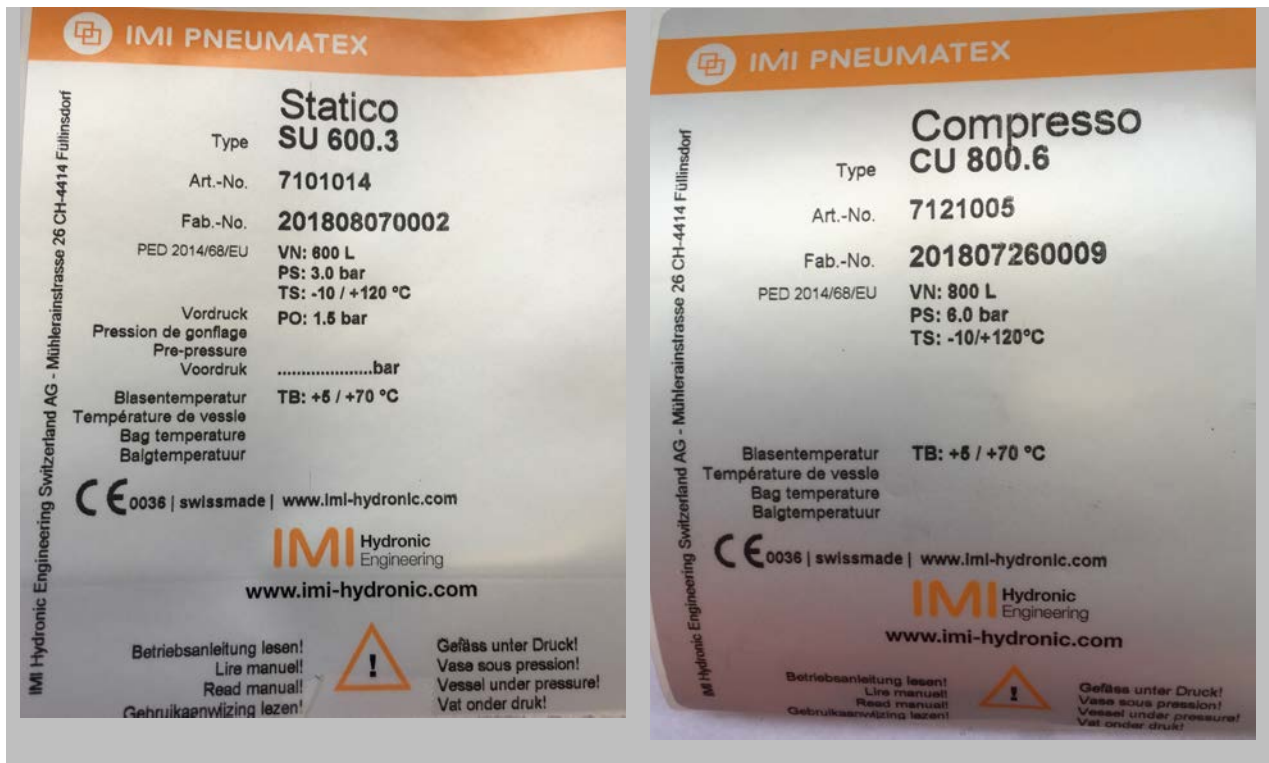 IMI PNEUMATEX
Statico
Type SU 600.3
Art.-No. 7101014
Fab.-No. 201808070002
PED 2014/68/EU VN: 600 L
PS: 3.0 bar
TS: -10 / +120 °C
Vordruck PO: 1.5 bar
Pression de gonflage
Pre-pressure
Voordruk ....................bar
Blasentemperatur TB: +5 / +70 °C
Température de vessie
Bag temperature
Balgtemperatuur
CE 0036 | swissmade | www.imi-hydronic.com
IMI Hydronic
Engineering
www.imi-hydronic.com
Betriebsanleitung lesen! Gefäss unter Druck!
Lire manuel! Vase sous pression!
Read manual! ! Vessel under pressure!
Gebruikaanwijzing lezen! Vat onder druk!
IMI Hydronic Engineering Switzerland AG - Mühlerainstrasse 26 CH-4414 Füllinsdorf
IMI PNEUMATEX
Compresso
Type CU 800.6
Art.-No. 7121005
Fab.-No. 201807260009
PED 2014/68/EU VN: 800 L
PS: 6.0 bar
TS: -10/+120°C
Blasentemperatur TB: +5 / +70 °C
Température de vessie
Bag temperature
Balgtemperatuur
CE 0036 | swissmade | www.imi-hydronic.com
IMI Hydronic
Engineering
www.imi-hydronic.com
Betriebsanleitung lesen! Gefäss unter Druck!
Lire manuel! Vase sous pression!
Read manual! ! Vessel under pressure!
Gebruikaanwijzing lezen! Vat onder druk!
IMI Hydronic Engineering Switzerland AG - Mühlerainstrasse 26 CH-4414 Füllinsdorf